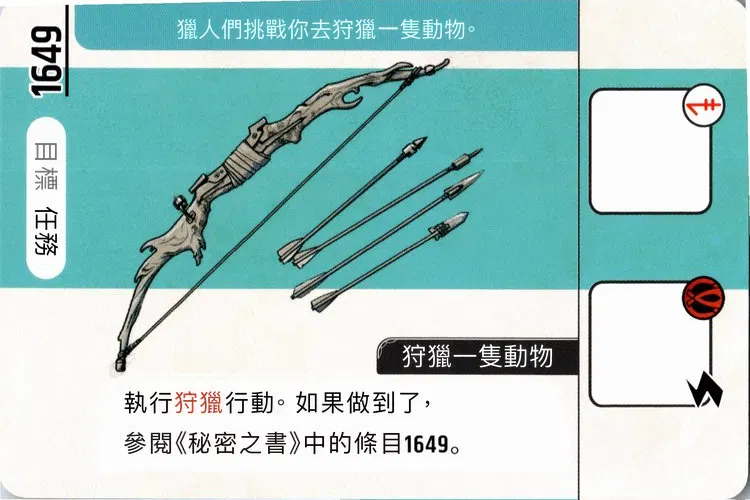 獵人們挑戰你去狩獵一隻動物。
1649
目標 任務
狩獵一隻動物
執行狩獵行動。如果做到了，
參閱《秘密之書》中的條目1649。